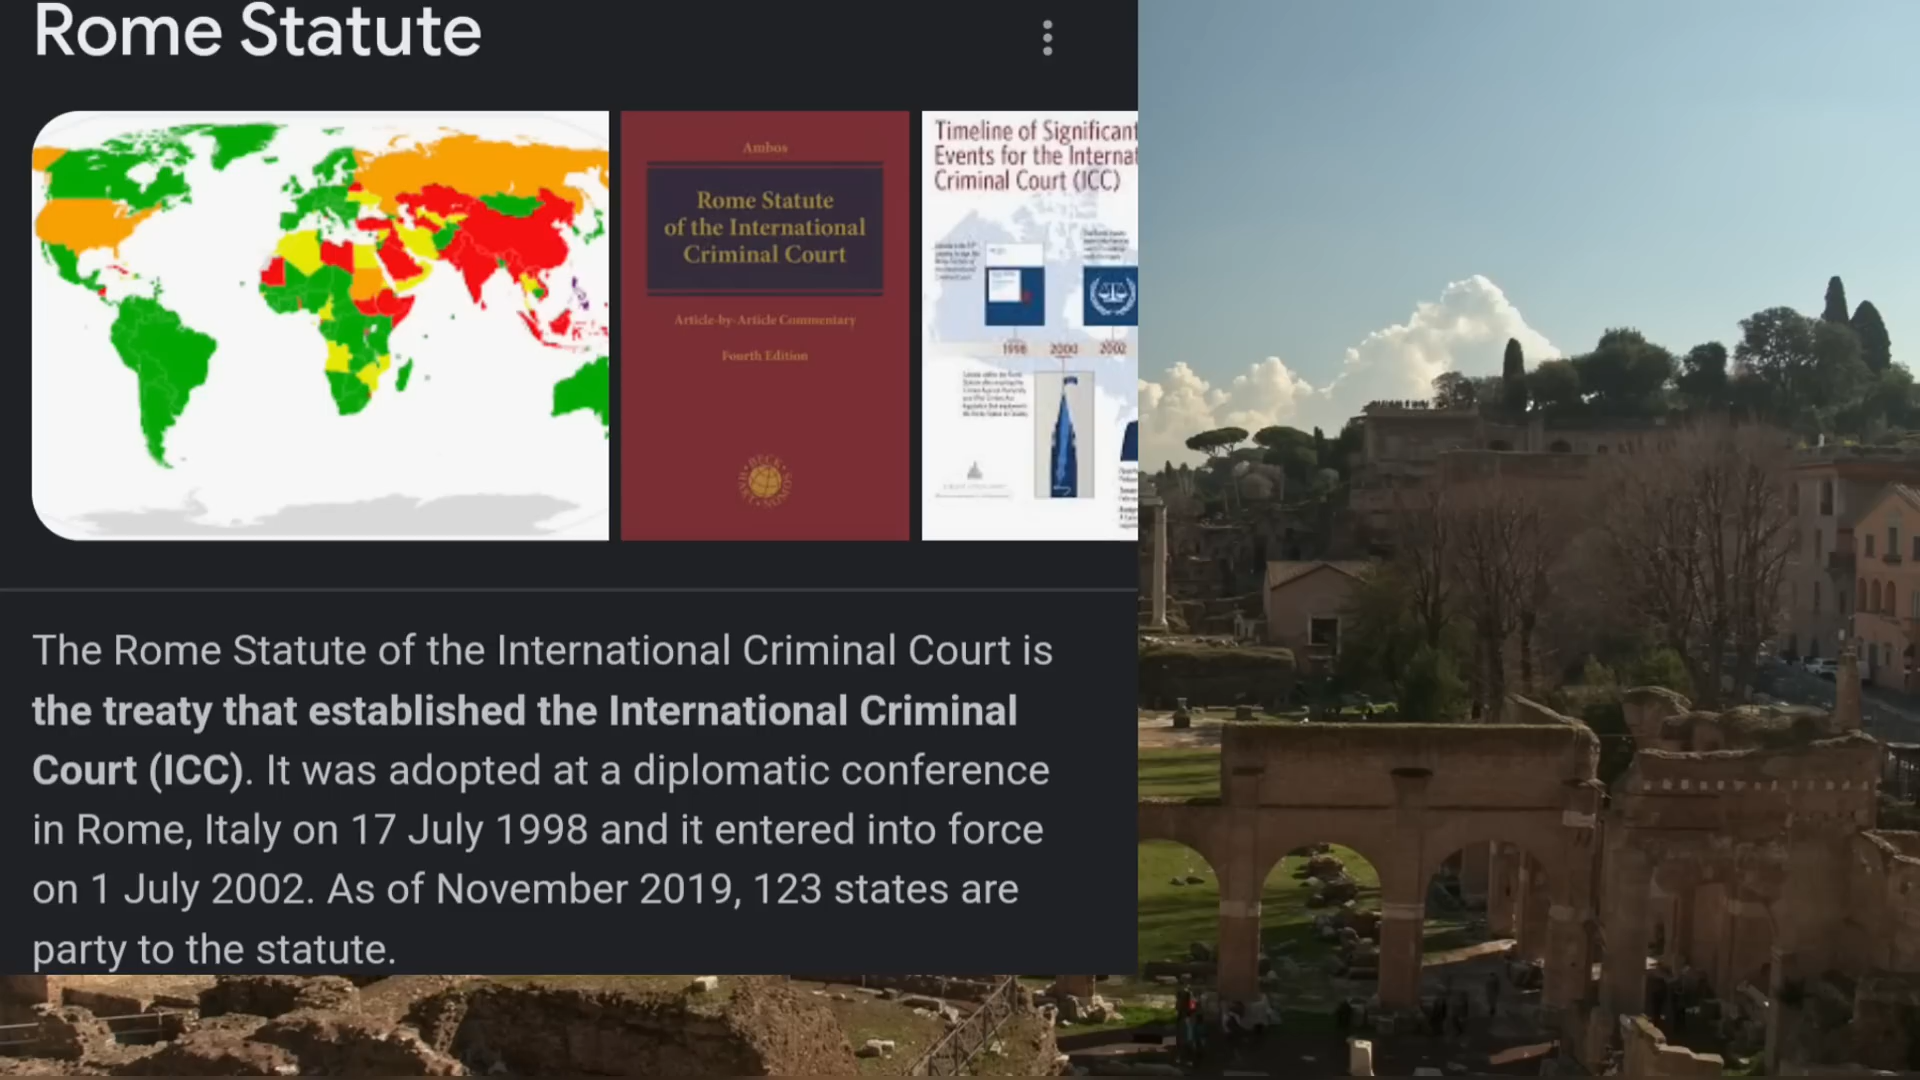 Rome Statute
Ambos
Rome Statute
of the International
Criminal Court
Article-by-Article Commentary
Fourth Edition
BECK
HART
NOMOS
Timeline of Significant
Events for the Internat
Criminal Court (ICC)
1998 2000 2002
The Rome Statute of the International Criminal Court is
the treaty that established the International Criminal
Court (ICC). It was adopted at a diplomatic conference
in Rome, Italy on 17 July 1998 and it entered into force
on 1 July 2002. As of November 2019, 123 states are
party to the statute.